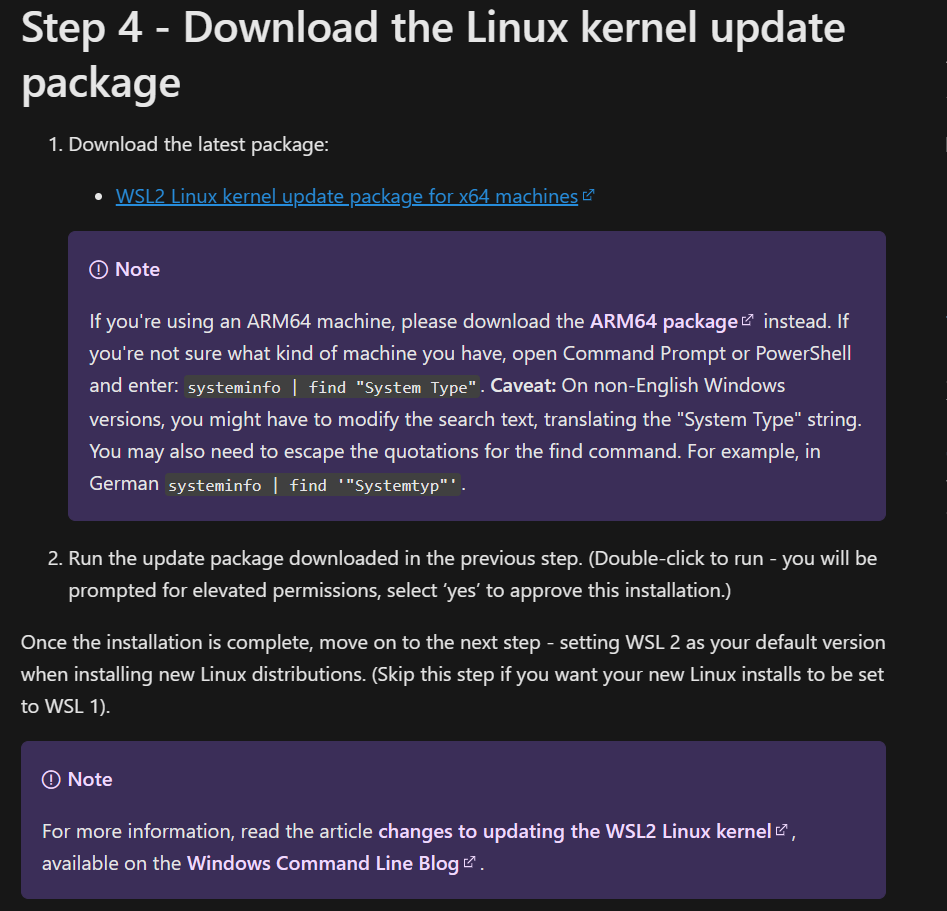 Step 4 - Download the Linux kernel update
package
1. Download the latest package:
• WSL2 Linux kernel update package for x64 machines
Note
If you're using an ARM64 machine, please download the ARM64 package instead. If
you're not sure what kind of machine you have, open Command Prompt or PowerShell
and enter: systeminfo | find "System Type". Caveat: On non-English Windows
versions, you might have to modify the search text, translating the "System Type" string.
You may also need to escape the quotations for the find command. For example, in
German systeminfo | find '"Systemtyp"'.
2. Run the update package downloaded in the previous step. (Double-click to run - you will be
prompted for elevated permissions, select ‘yes’ to approve this installation.)
Once the installation is complete, move on to the next step - setting WSL 2 as your default version
when installing new Linux distributions. (Skip this step if you want your new Linux installs to be set
to WSL 1).
Note
For more information, read the article changes to updating the WSL2 Linux kernel,
available on the Windows Command Line Blog.